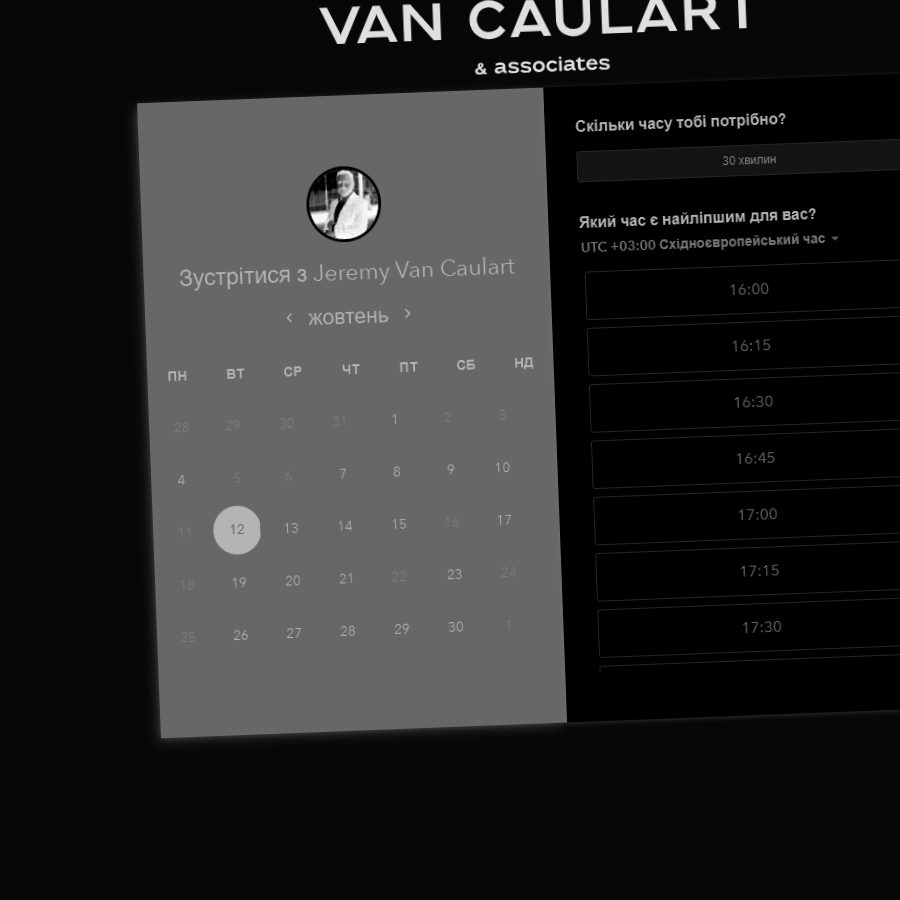 VAN CAULART
& associates
Зустрітися з Jeremy Van Caulart
‹ жовтень ›
ПН ВТ СР ЧТ ПТ СБ НД
28 29 30 31 1 2 3
4 5 6 7 8 9 10
11 12 13 14 15 16 17
18 19 20 21 22 23 24
25 26 27 28 29 30 1
Скільки часу тобі потрібно?
30 хвилин
Який час є найліпшим для вас?
UTC +03:00 Східноєвропейський час
16:00
16:15
16:30
16:45
17:00
17:15
17:30